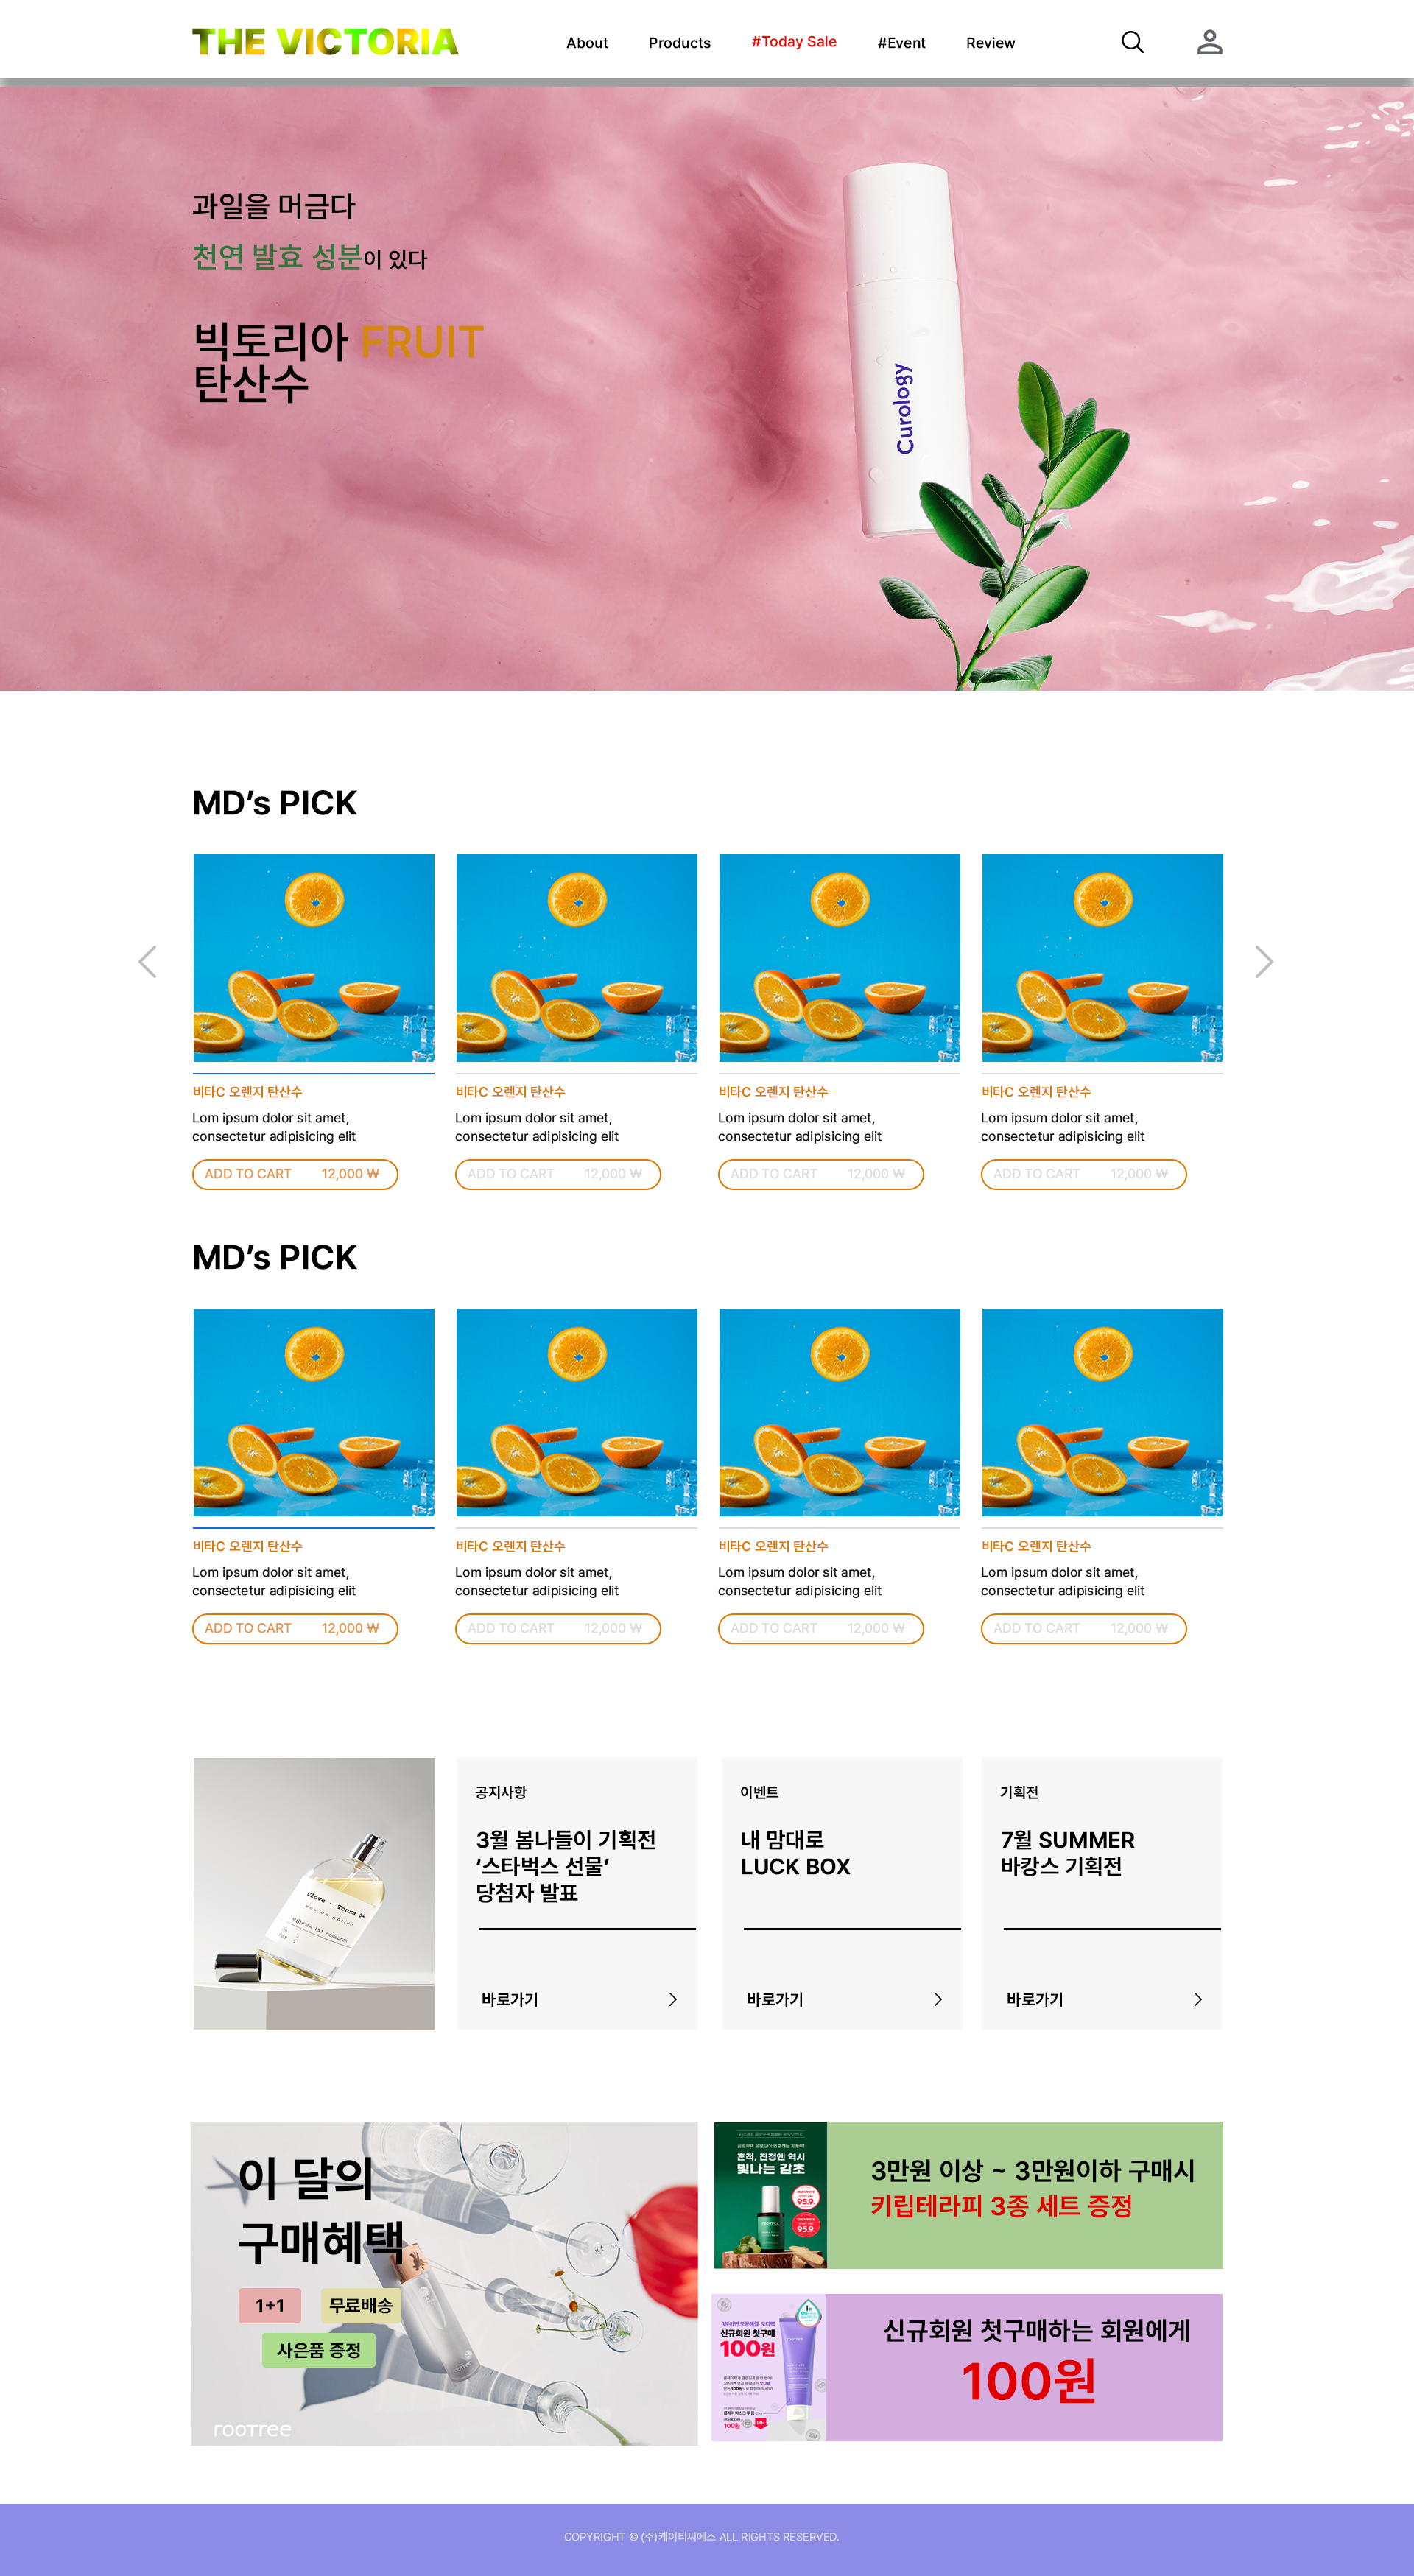 THE VICTORIA
About
Products
#Today Sale
#Event
Review
과일을 머금다
천연 발효 성분이 있다
빅토리아 FRUIT
탄산수
Curology
MD’s PICK
비타C 오렌지 탄산수
Lom ipsum dolor sit amet,
consectetur adipisicing elit
ADD TO CART 12,000 ₩
비타C 오렌지 탄산수
Lom ipsum dolor sit amet,
consectetur adipisicing elit
ADD TO CART 12,000 ₩
비타C 오렌지 탄산수
Lom ipsum dolor sit amet,
consectetur adipisicing elit
ADD TO CART 12,000 ₩
비타C 오렌지 탄산수
Lom ipsum dolor sit amet,
consectetur adipisicing elit
ADD TO CART 12,000 ₩
MD’s PICK
비타C 오렌지 탄산수
Lom ipsum dolor sit amet,
consectetur adipisicing elit
ADD TO CART 12,000 ₩
비타C 오렌지 탄산수
Lom ipsum dolor sit amet,
consectetur adipisicing elit
ADD TO CART 12,000 ₩
비타C 오렌지 탄산수
Lom ipsum dolor sit amet,
consectetur adipisicing elit
ADD TO CART 12,000 ₩
비타C 오렌지 탄산수
Lom ipsum dolor sit amet,
consectetur adipisicing elit
ADD TO CART 12,000 ₩
Clove - Tonka
eau de parfum
공지사항
3월 봄나들이 기획전
‘스타벅스 선물’
당첨자 발표
바로가기
이벤트
내 맘대로
LUCK BOX
바로가기
기획전
7월 SUMMER
바캉스 기획전
바로가기
이 달의
구매혜택
1+1
무료배송
사은품 증정
rooTree
흔적, 진정엔 역시
빛나는 감초
95.9
95.9
3만원 이상 ~ 3만원이하 구매시
키립테라피 3종 세트 증정
신규회원 첫구매
100원
100원
신규회원 첫구매하는 회원에게
100원
COPYRIGHT © (주)케이티씨에스 ALL RIGHTS RESERVED.